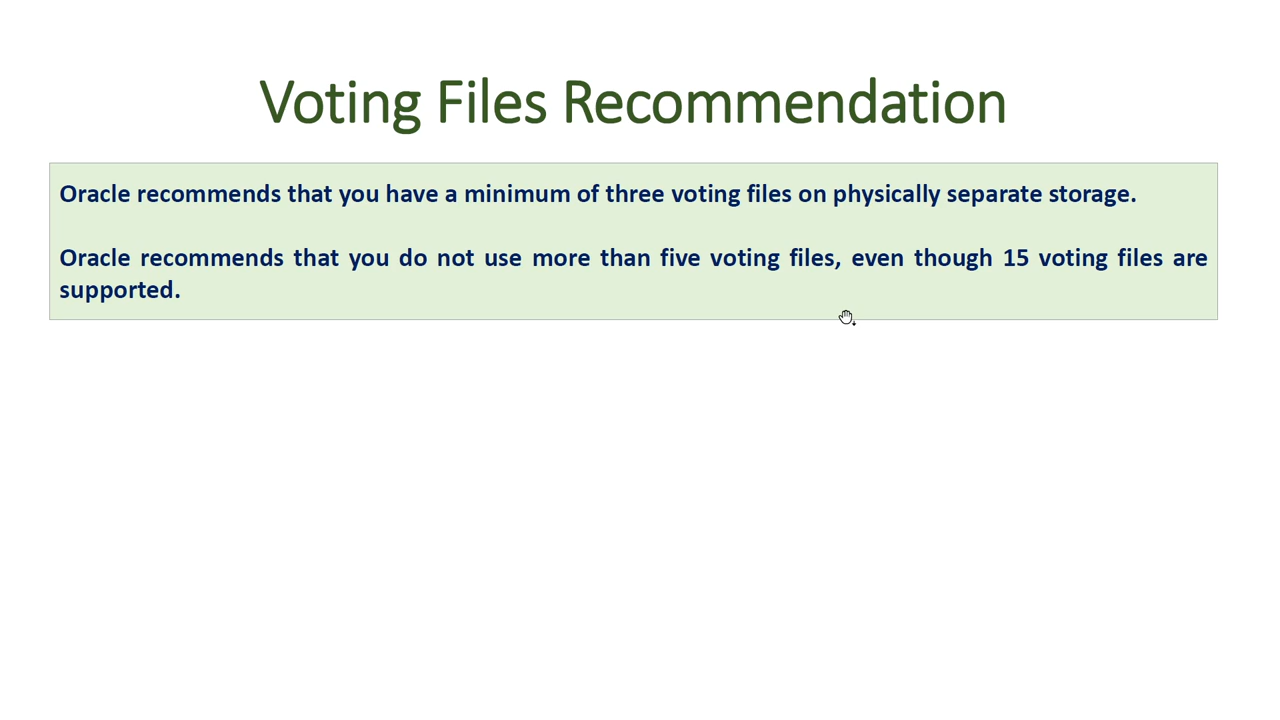 Voting Files Recommendation
Oracle recommends that you have a minimum of three voting files on physically separate storage.
Oracle recommends that you do not use more than five voting files, even though 15 voting files are
supported.